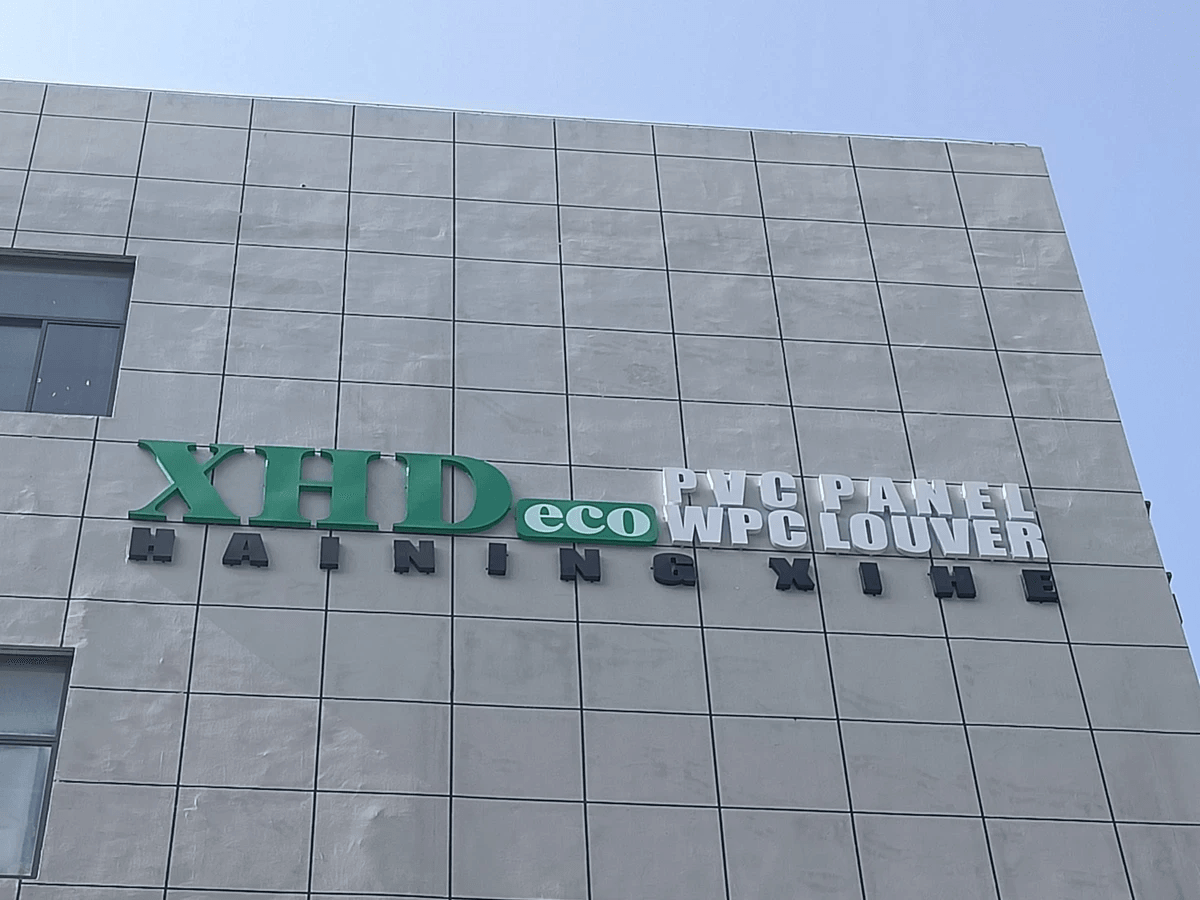 XHD eco PVC PANEL
WPC LOUVER
HAINING XIHE